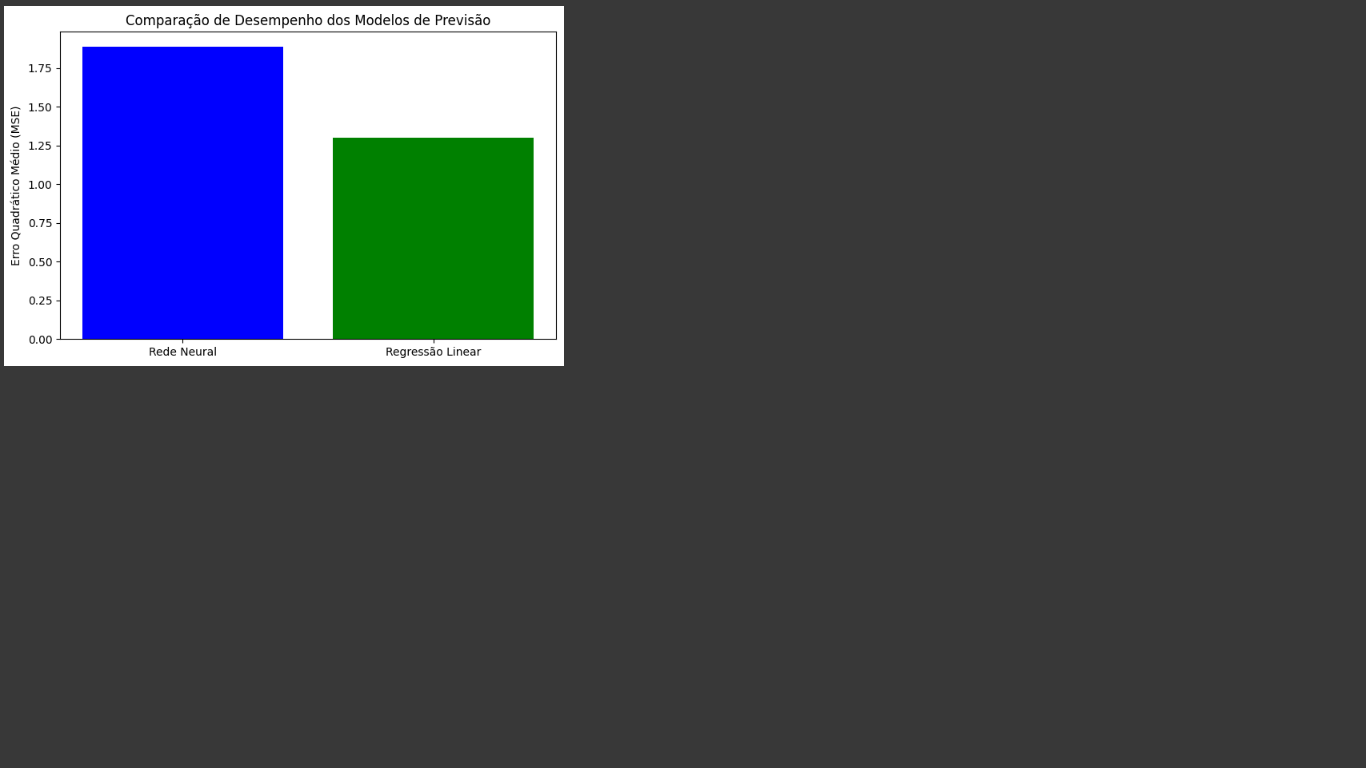 Comparação de Desempenho dos Modelos de Previsão
Erro Quadrático Médio (MSE)
1.75
1.50
1.25
1.00
0.75
0.50
0.25
0.00
Rede Neural
Regressão Linear